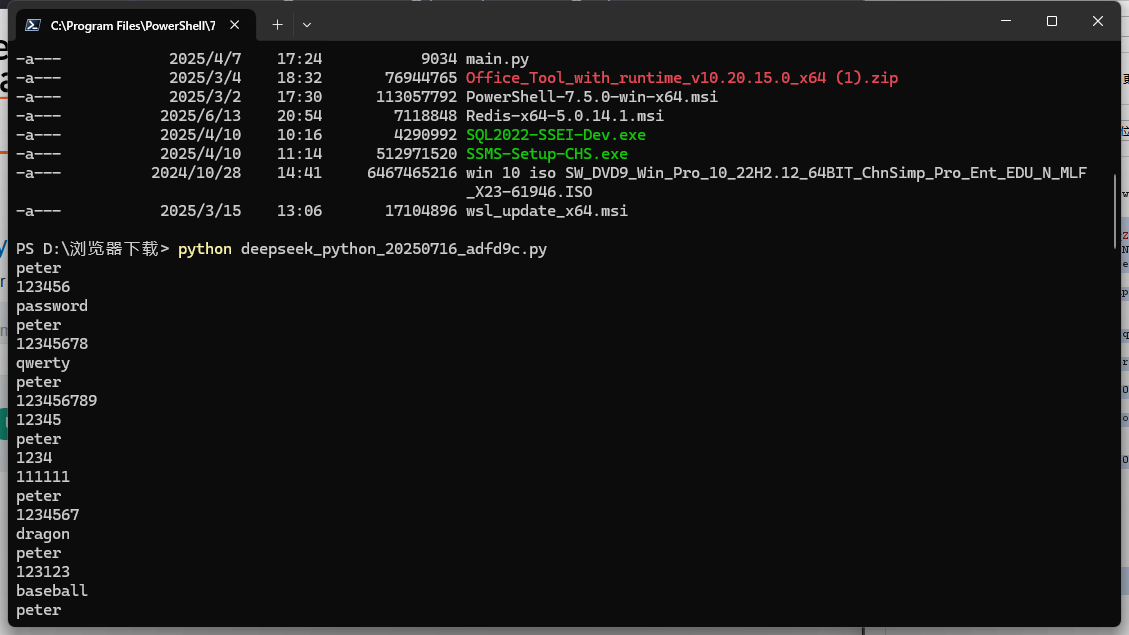 C:\Program Files\PowerShell\7
-a--- 2025/4/7 17:24 9034 main.py
-a--- 2025/3/4 18:32 76944765 Office_Tool_with_runtime_v10.20.15.0_x64 (1).zip
-a--- 2025/3/2 17:30 113057792 PowerShell-7.5.0-win-x64.msi
-a--- 2025/6/13 20:54 7118848 Redis-x64-5.0.14.1.msi
-a--- 2025/4/10 10:16 4290992 SQL2022-SSEI-Dev.exe
-a--- 2025/4/10 11:14 512971520 SSMS-Setup-CHS.exe
-a--- 2024/10/28 14:41 6467465216 win 10 iso SW_DVD9_Win_Pro_10_22H2.12_64BIT_ChnSimp_Pro_Ent_EDU_N_MLF
_X23-61946.ISO
-a--- 2025/3/15 13:06 17104896 wsl_update_x64.msi
PS D:\浏览器下载> python deepseek_python_20250716_adfd9c.py
peter
123456
password
peter
12345678
qwerty
peter
123456789
12345
peter
1234
111111
peter
1234567
dragon
peter
123123
baseball
peter